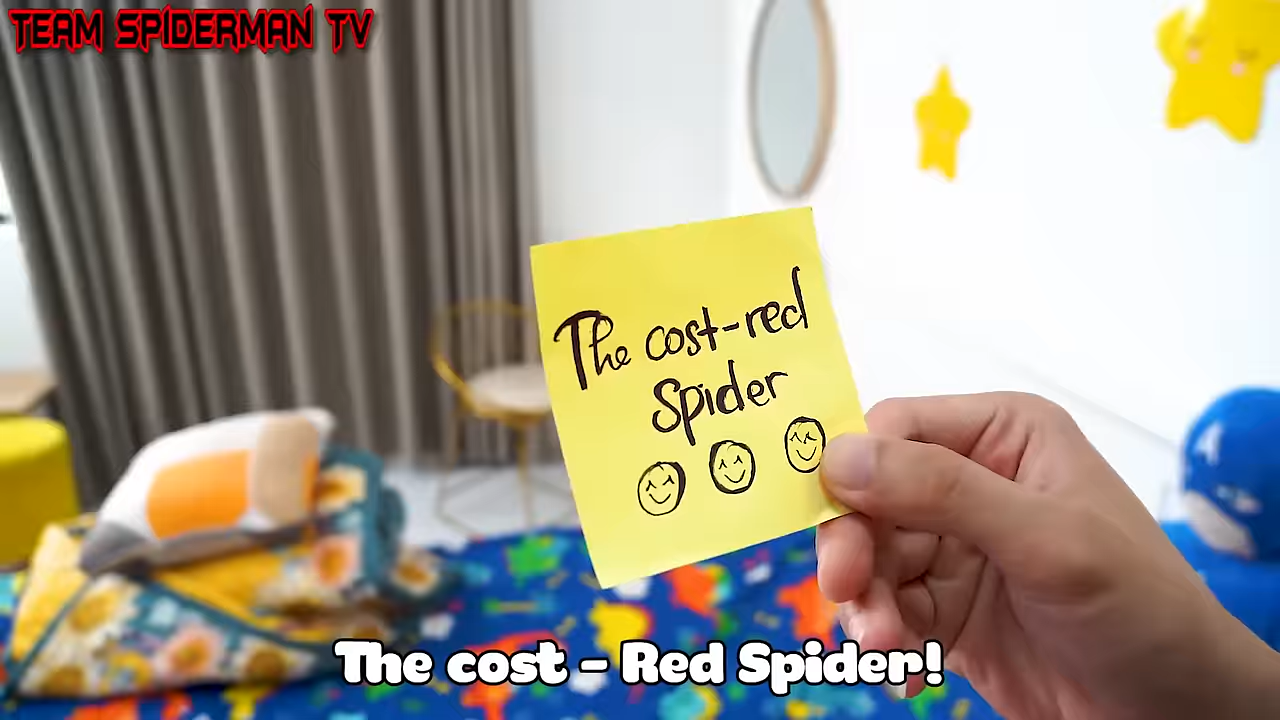 TEAM SPIDERMAN TV
The cost-red
Spider
The cost - Red Spider!